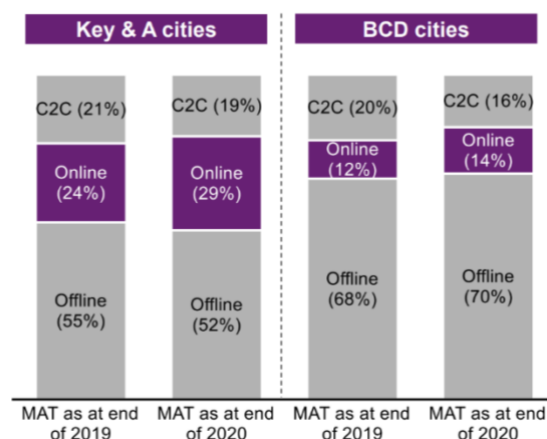 Key & A cities
BCD cities
C2C (21%)
Online
(24%)
Offline
(55%)
C2C (19%)
Online
(29%)
Offline
(52%)
C2C (20%)
Online
(12%)
Offline
(68%)
C2C (16%)
Online
(14%)
Offline
(70%)
MAT as at end
of 2019
MAT as at end
of 2020
MAT as at end
of 2019
MAT as at end
of 2020